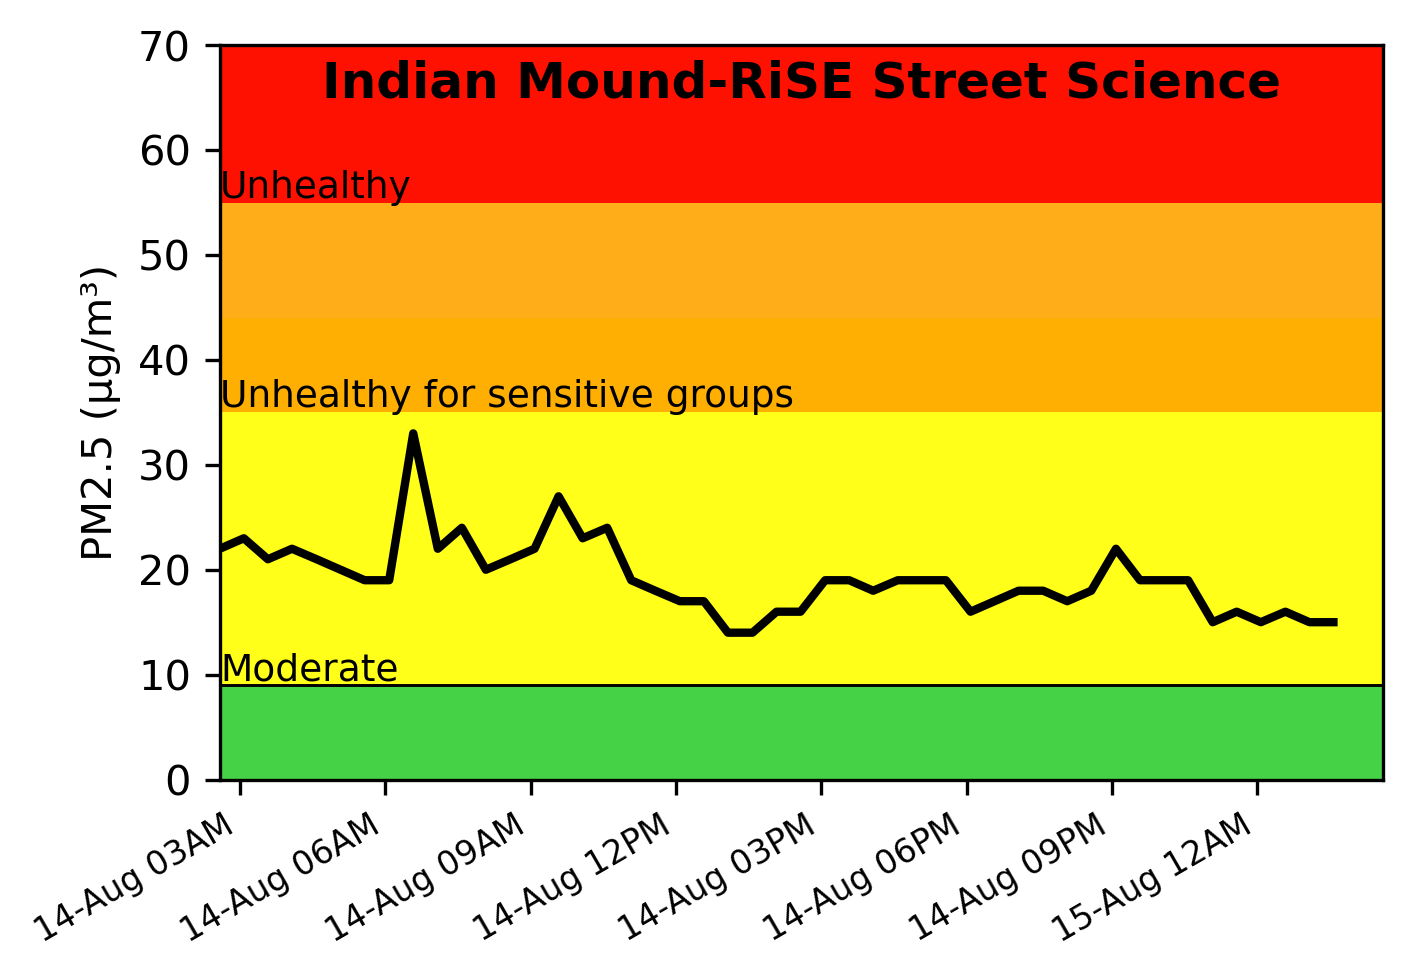 Indian Mound-RiSE Street Science
70
60
50
40
30
20
10
0
PM2.5 (µg/m³)
Unhealthy
Unhealthy for sensitive groups
Moderate
14-Aug 03AM
14-Aug 06AM
14-Aug 09AM
14-Aug 12PM
14-Aug 03PM
14-Aug 06PM
14-Aug 09PM
15-Aug 12AM